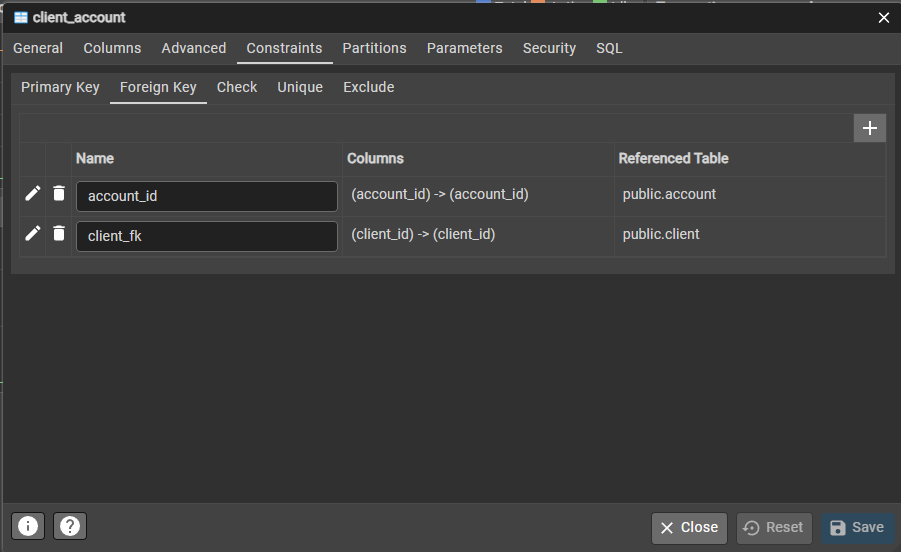 client_account
General Columns Advanced Constraints Partitions Parameters Security SQL
Primary Key Foreign Key Check Unique Exclude
Name Columns Referenced Table
account_id (account_id) -> (account_id) public.account
client_fk (client_id) -> (client_id) public.client
Close Reset Save